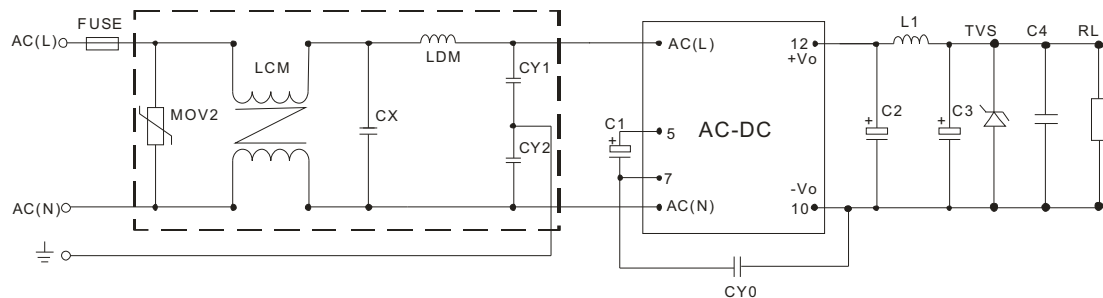 FUSE
AC(L)
LCM
LDM
CY1
MOV2
CX
CY2
AC(N)
AC(L)
C1
5
AC-DC
7
AC(N)
12
+Vo
-Vo
10
CY0
L1
TVS
C4
RL
C2
C3
+
+
+